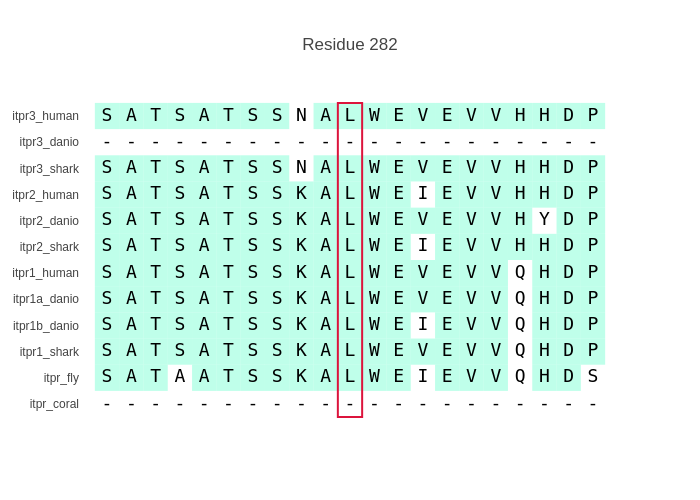 Residue 282
itpr3_human S A T S A T S S N A L W E V E V V H H D P
itpr3_danio - - - - - - - - - - - - - - - - - - - - -
itpr3_shark S A T S A T S S N A L W E V E V V H H D P
itpr2_human S A T S A T S S K A L W E I E V V H H D P
itpr2_danio S A T S A T S S K A L W E V E V V H Y D P
itpr2_shark S A T S A T S S K A L W E I E V V H H D P
itpr1_human S A T S A T S S K A L W E V E V V Q H D P
itpr1a_danio S A T S A T S S K A L W E V E V V Q H D P
itpr1b_danio S A T S A T S S K A L W E I E V V Q H D P
itpr1_shark S A T S A T S S K A L W E V E V V Q H D P
itpr_fly S A T A A T S S K A L W E I E V V Q H D S
itpr_coral - - - - - - - - - - - - - - - - - - - - -